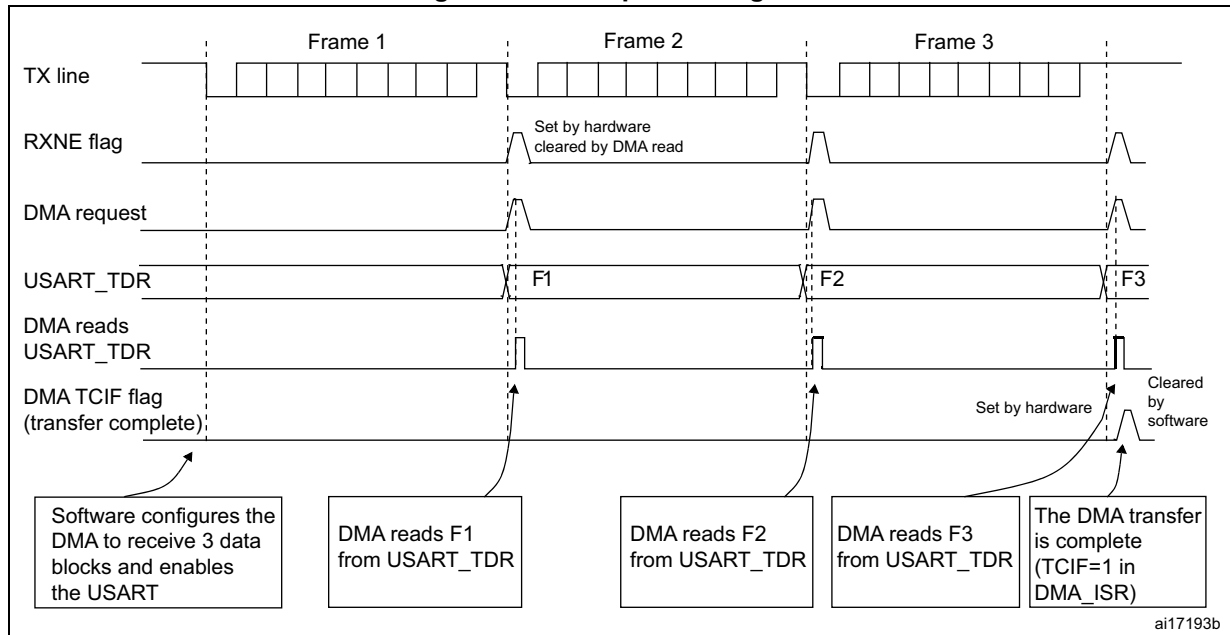 Frame 1
Frame 2
Frame 3
TX line
RXNE flag
Set by hardware
cleared by DMA read
DMA request
USART_TDR
F1
F2
F3
DMA reads
USART_TDR
DMA TCIF flag
(transfer complete)
Set by hardware
Cleared
by
software
Software configures the
DMA to receive 3 data
blocks and enables
the USART
DMA reads F1
from USART_TDR
DMA reads F2
from USART_TDR
DMA reads F3
from USART_TDR
The DMA transfer
is complete
(TCIF=1 in
DMA_ISR)
ai17193b